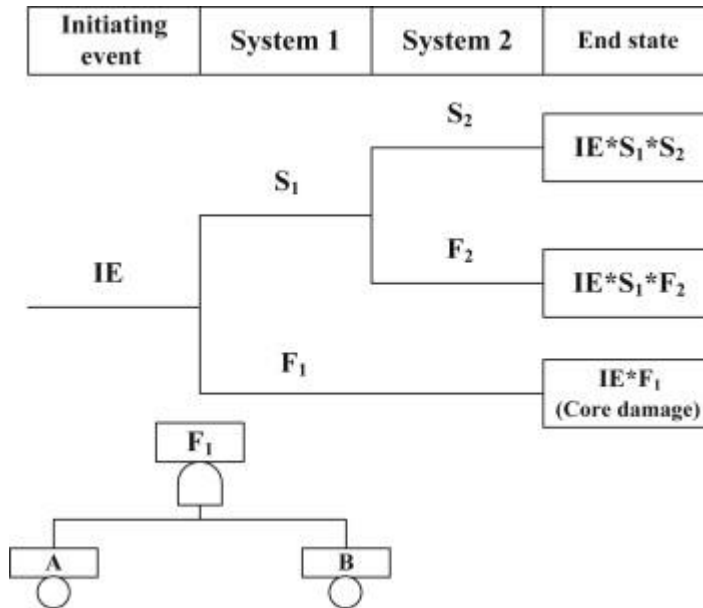 Initiating event
System 1
System 2
End state
S₂
IE*S₁*S₂
S₁
F₂
IE*S₁*F₂
IE
F₁
IE*F₁
(Core damage)
F₁
A
B